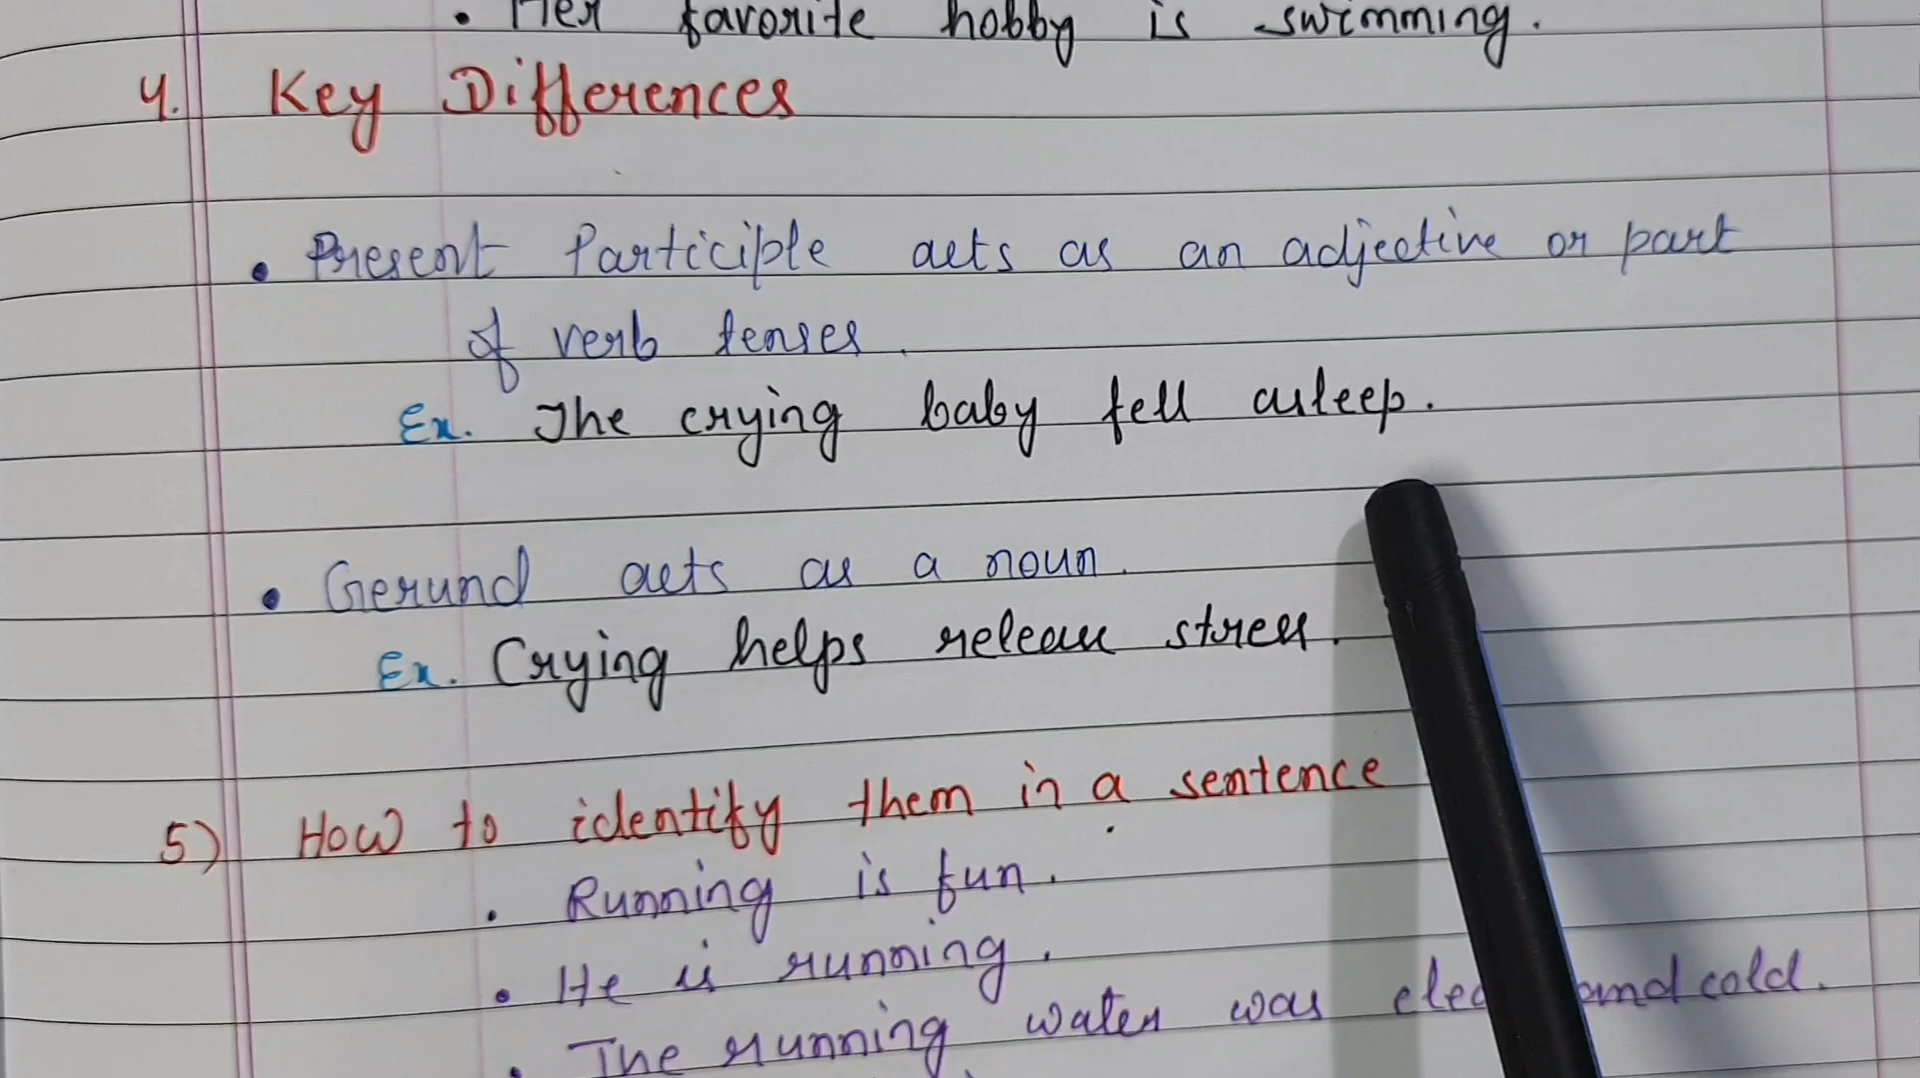 • Her favorite hobby is swimming.
4. Key Differences
• Present Participle acts as an adjective or part
of verb tenses.
Ex. The crying baby fell asleep.
• Gerund acts as a noun.
Ex. Crying helps release stress.
5) How to identify them in a sentence
• Running is fun.
• He is running.
• The running water was and cold.